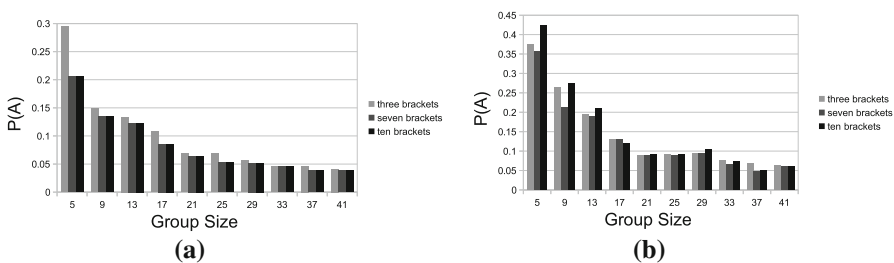 0.3
0.25
0.2
0.15
0.1
0.05
0
P(A)
5 9 13 17 21 25 29 33 37 41
Group Size
three brackets
seven brackets
ten brackets
(a)
0.45
0.4
0.35
0.3
0.25
0.2
0.15
0.1
0.05
0
P(A)
5 9 13 17 21 25 29 33 37 41
Group Size
three brackets
seven brackets
ten brackets
(b)